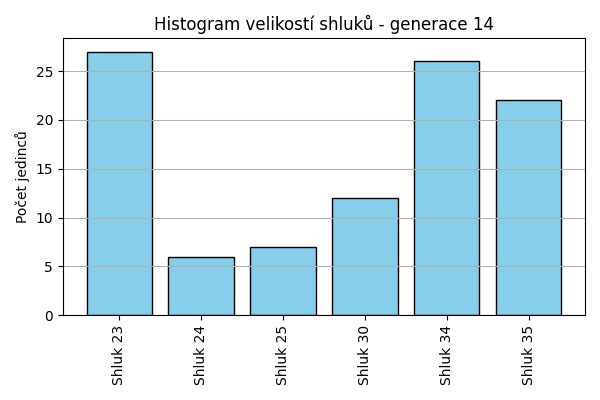 Histogram velikostí shluků - generace 14
Počet jedinců
25
20
15
10
5
0
Shluk 23
Shluk 24
Shluk 25
Shluk 30
Shluk 34
Shluk 35